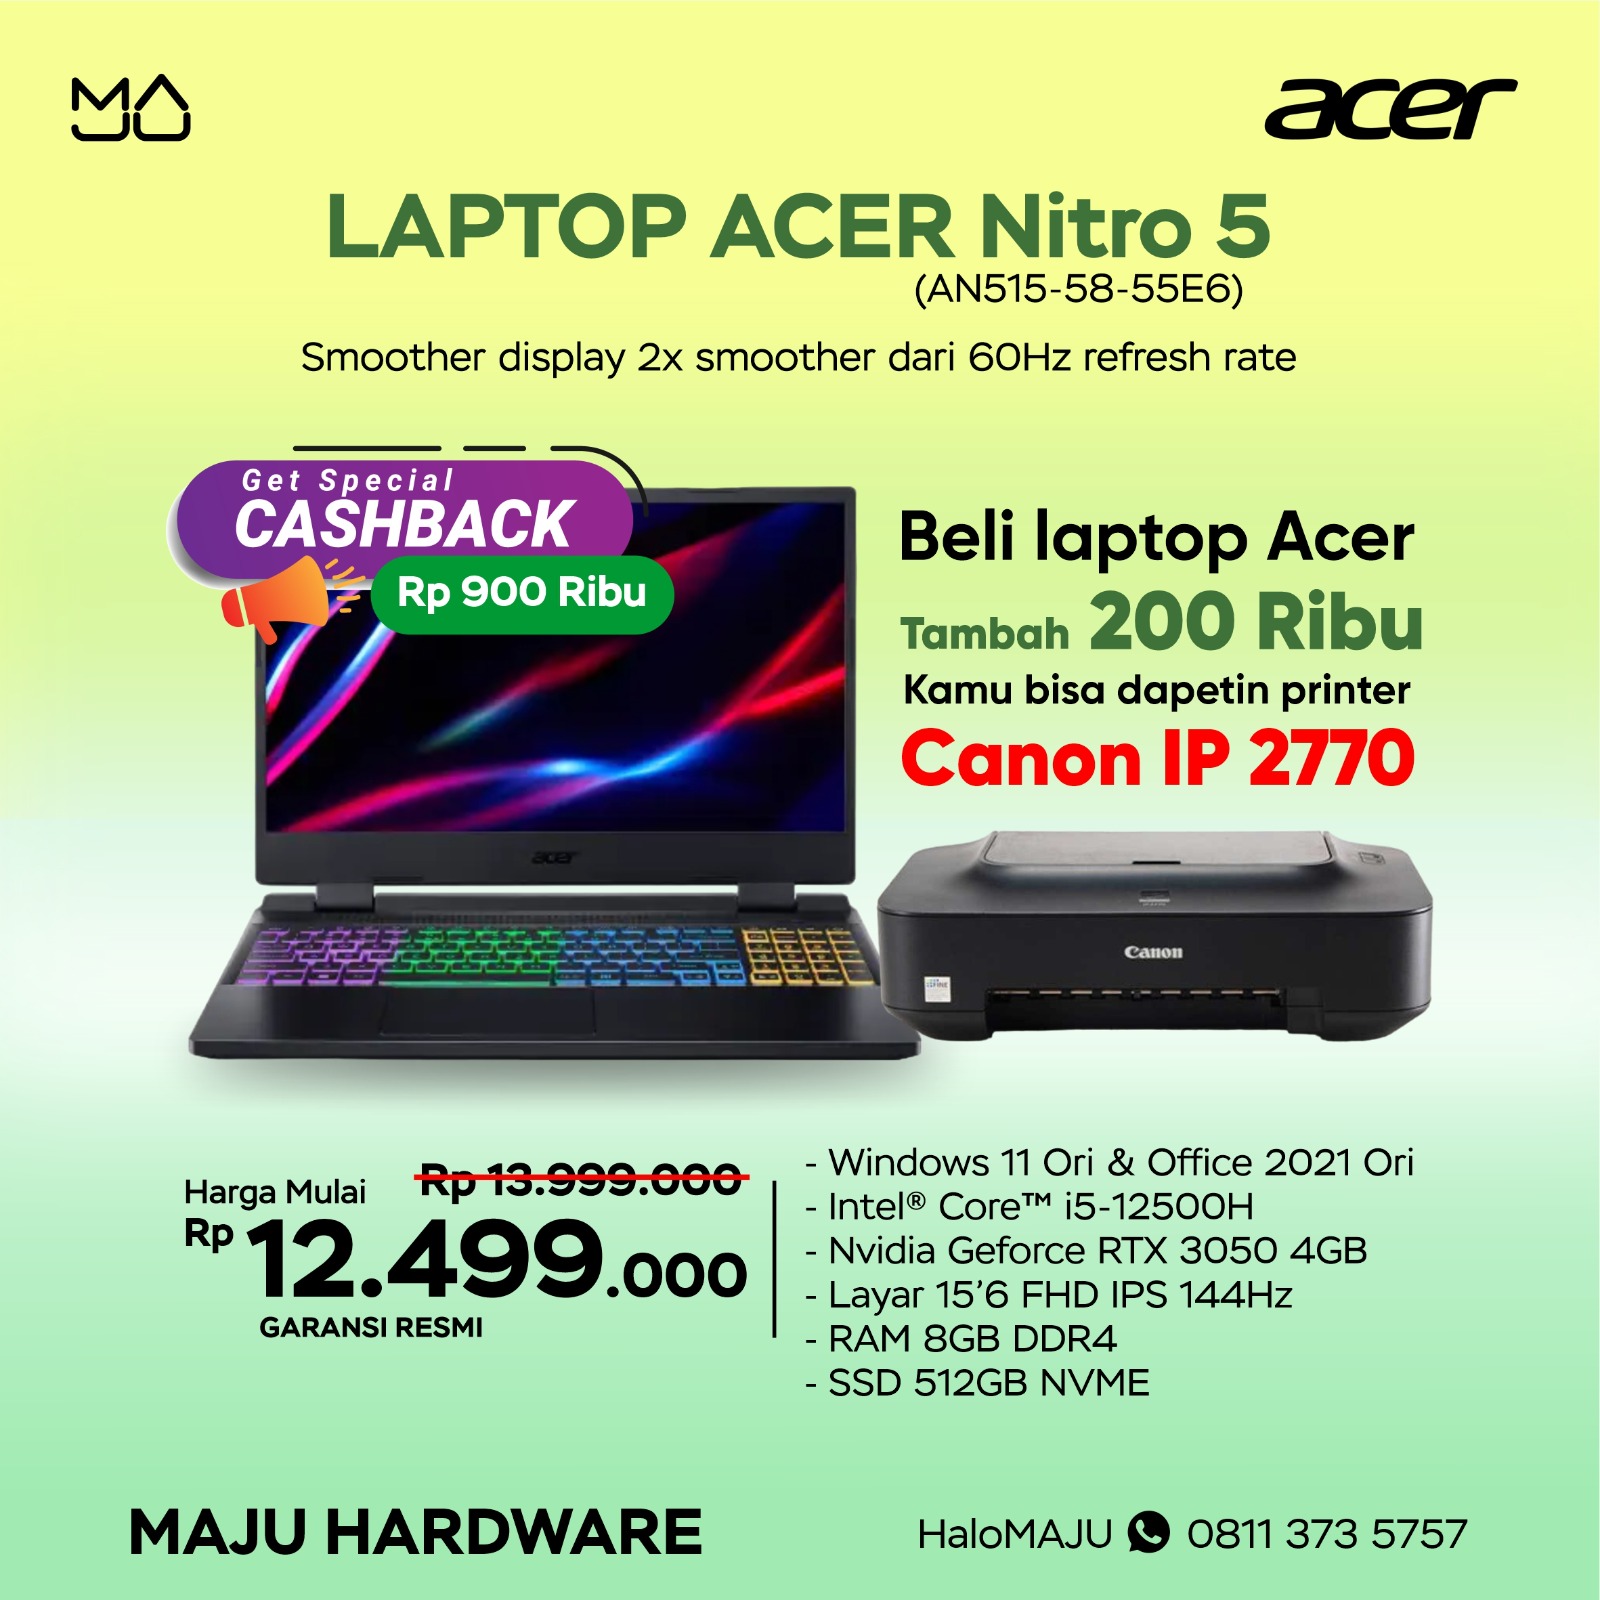 MAJU
acer
LAPTOP ACER Nitro 5
(AN515-58-55E6)
Smoother display 2x smoother dari 60Hz refresh rate
Get Special
CASHBACK
Rp 900 Ribu
Beli laptop Acer
Tambah 200 Ribu
Kamu bisa dapetin printer
Canon IP 2770
acer
Canon
Harga Mulai Rp 13.999.000
Rp 12.499.000
GARANSI RESMI
- Windows 11 Ori & Office 2021 Ori
- Intel® Core™ i5-12500H
- Nvidia Geforce RTX 3050 4GB
- Layar 15'6 FHD IPS 144Hz
- RAM 8GB DDR4
- SSD 512GB NVME
MAJU HARDWARE
HaloMAJU 0811 373 5757